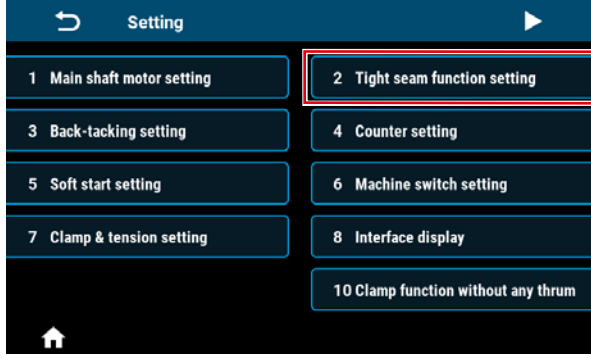 Setting
1 Main shaft motor setting
2 Tight seam function setting
3 Back-tacking setting
4 Counter setting
5 Soft start setting
6 Machine switch setting
7 Clamp & tension setting
8 Interface display
10 Clamp function without any thrum